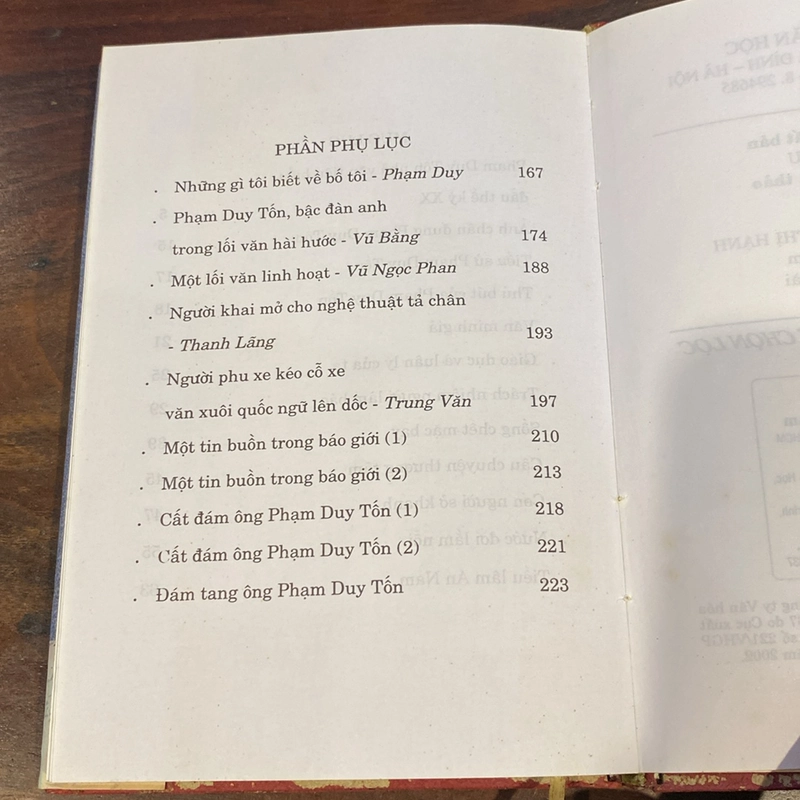 PHẦN PHỤ LỤC
. Những gì tôi biết về bố tôi - Phạm Duy 167
. Phạm Duy Tốn, bậc đàn anh
trong lối văn hài hước - Vũ Bằng 174
. Một lối văn linh hoạt - Vũ Ngọc Phan 188
. Người khai mở cho nghệ thuật tả chân
- Thanh Lãng 193
. Người phu xe kéo cỗ xe
văn xuôi quốc ngữ lên dốc - Trung Văn 197
. Một tin buồn trong báo giới (1) 210
. Một tin buồn trong báo giới (2) 213
. Cất đám ông Phạm Duy Tốn (1) 218
. Cất đám ông Phạm Duy Tốn (2) 221
. Đám tang ông Phạm Duy Tốn 223